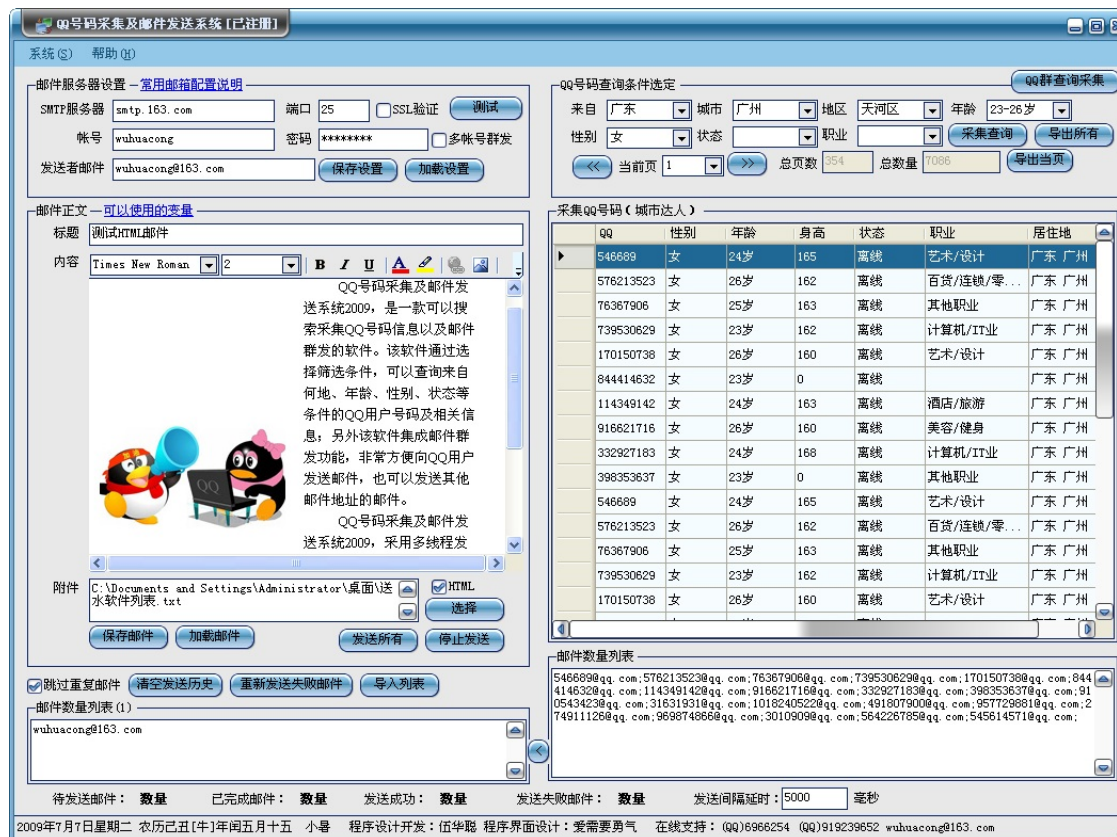 QQ号码采集及邮件发送系统[已注册]
系统(S) 帮助(H)
邮件服务器设置 — 常用邮箱配置说明
SMTP服务器 smtp.163.com 端口 25 SSL验证 测试
帐号 wuhuacong 密码 ******** 多帐号群发
发送者邮件 wuhuacong@163.com 保存设置 加载设置
QQ群查询采集
QQ号码查询条件选定
来自 广东 城市 广州 地区 天河区 年龄 23-26岁
性别 女 状态 职业 采集查询 导出所有
<< 当前页 1 >> 总页数 354 总数量 7086 导出当页
邮件正文 — 可以使用的变量
标题 测试HTML邮件
内容 Times New Roman 2 B I U A
QQ号码采集及邮件发
送系统2009，是一款可以搜
索采集QQ号码信息以及邮件
群发的软件。该软件通过选
择筛选条件，可以查询来自
何地、年龄、性别、状态等
条件的QQ用户号码及相关信
息；另外该软件集成邮件群
发功能，非常方便向QQ用户
发送邮件，也可以发送其他
邮件地址的邮件。
QQ号码采集及邮件发
送系统2009，采用多线程发
QQ
附件 C:\Documents and Settings\Administrator\桌面\送
水软件列表.txt
HTML
选择
保存邮件 加载邮件 发送所有 停止发送
采集QQ号码(城市达人)
QQ 性别 年龄 身高 状态 职业 居住地
546689 女 24岁 165 离线 艺术/设计 广东 广州
576213523 女 26岁 162 离线 百货/连锁/零... 广东 广州
76367906 女 25岁 163 离线 其他职业 广东 广州
739530629 女 23岁 162 离线 计算机/IT业 广东 广州
170150738 女 26岁 160 离线 艺术/设计 广东 广州
844414632 女 23岁 0 离线 广东 广州
114349142 女 24岁 163 离线 酒店/旅游 广东 广州
916621716 女 26岁 160 离线 美容/健身 广东 广州
332927183 女 24岁 168 离线 计算机/IT业 广东 广州
398353637 女 23岁 0 离线 其他职业 广东 广州
546689 女 24岁 165 离线 艺术/设计 广东 广州
576213523 女 26岁 162 离线 百货/连锁/零... 广东 广州
76367906 女 25岁 163 离线 其他职业 广东 广州
739530629 女 23岁 162 离线 计算机/IT业 广东 广州
170150738 女 26岁 160 离线 艺术/设计 广东 广州
跳过重复邮件 清空发送历史 重新发送失败邮件 导入列表
邮件数量列表(1)
wuhuacong@163.com
<
邮件数量列表
546689@qq.com;576213523@qq.com;76367906@qq.com;739530629@qq.com;170150738@qq.com;844
414632@qq.com;114349142@qq.com;916621716@qq.com;332927183@qq.com;398353637@qq.com;91
0543423@qq.com;31631931@qq.com;1018240522@qq.com;491807900@qq.com;957729881@qq.com;2
74911126@qq.com;969874866@qq.com;3010909@qq.com;564226785@qq.com;545614571@qq.com;
待发送邮件： 数量 已完成邮件： 数量 发送成功： 数量 发送失败邮件： 数量 发送间隔延时：5000 毫秒
2009年7月7日星期二 农历己丑[牛]年闰五月十五 小暑 程序设计开发：伍华聪 程序界面设计：爱需要勇气 在线支持：(QQ)6966254 (QQ)919239652 wuhuacong@163.com